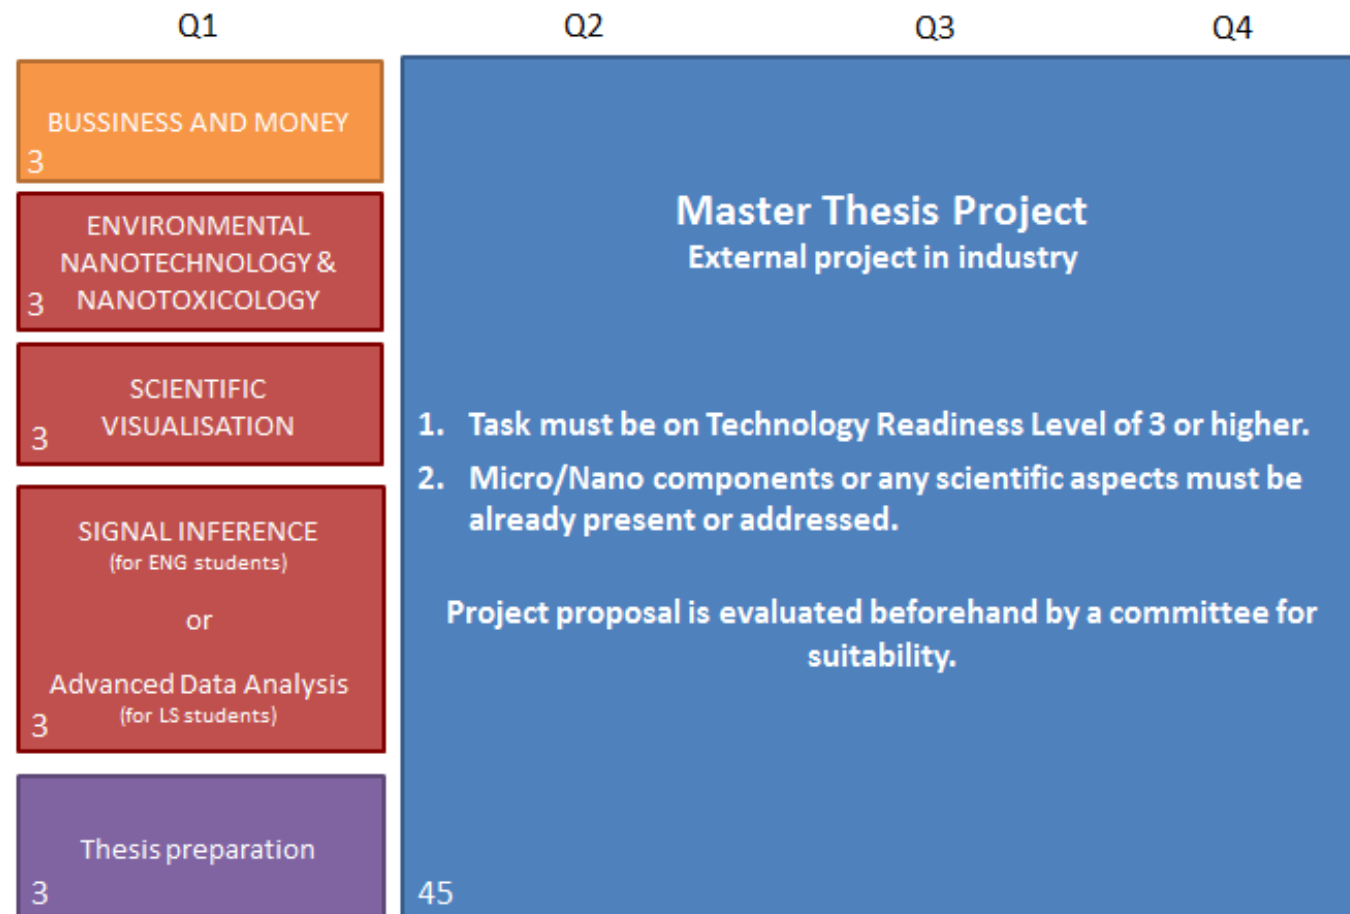 Q1
Q2
Q3
Q4
BUSSINESS AND MONEY
3
ENVIRONMENTAL
NANOTECHNOLOGY &
NANOTOXICOLOGY
3
SCIENTIFIC
VISUALISATION
3
SIGNAL INFERENCE
(for ENG students)
or
Advanced Data Analysis
(for LS students)
3
Thesis preparation
3
Master Thesis Project
External project in industry
1. Task must be on Technology Readiness Level of 3 or higher.
2. Micro/Nano components or any scientific aspects must be
already present or addressed.
Project proposal is evaluated beforehand by a committee for
suitability.
45